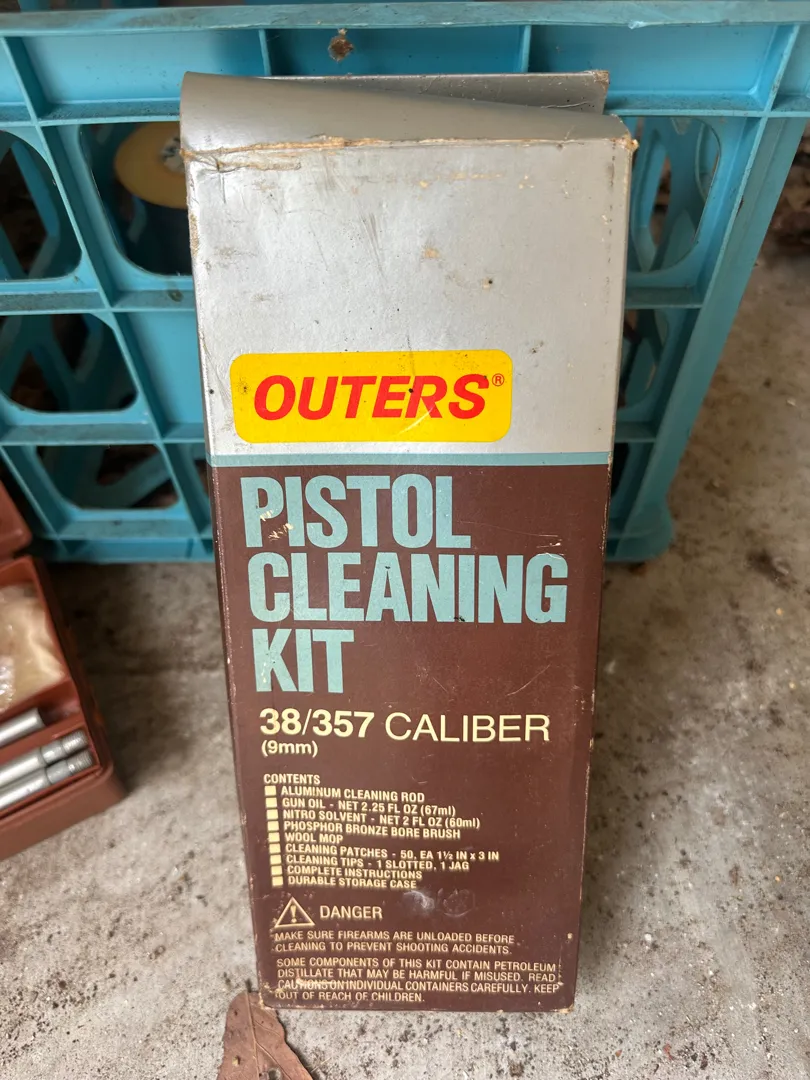 OUTERS®
PISTOL
CLEANING
KIT
38/357 CALIBER
(9mm)
CONTENTS
ALUMINUM CLEANING ROD
GUN OIL - NET 2.25 FL OZ (67ml)
NITRO SOLVENT - NET 2 FL OZ (60ml)
PHOSPHOR BRONZE BORE BRUSH
WOOL MOP
CLEANING PATCHES - 50, EA 1½ IN x 3 IN
CLEANING TIPS - 1 SLOTTED, 1 JAG
COMPLETE INSTRUCTIONS
DURABLE STORAGE CASE
DANGER
MAKE SURE FIREARMS ARE UNLOADED BEFORE
CLEANING TO PREVENT SHOOTING ACCIDENTS.
SOME COMPONENTS OF THIS KIT CONTAIN PETROLEUM
DISTILLATE THAT MAY BE HARMFUL IF MISUSED. READ
CAUTIONS ON INDIVIDUAL CONTAINERS CAREFULLY. KEEP
OUT OF REACH OF CHILDREN.